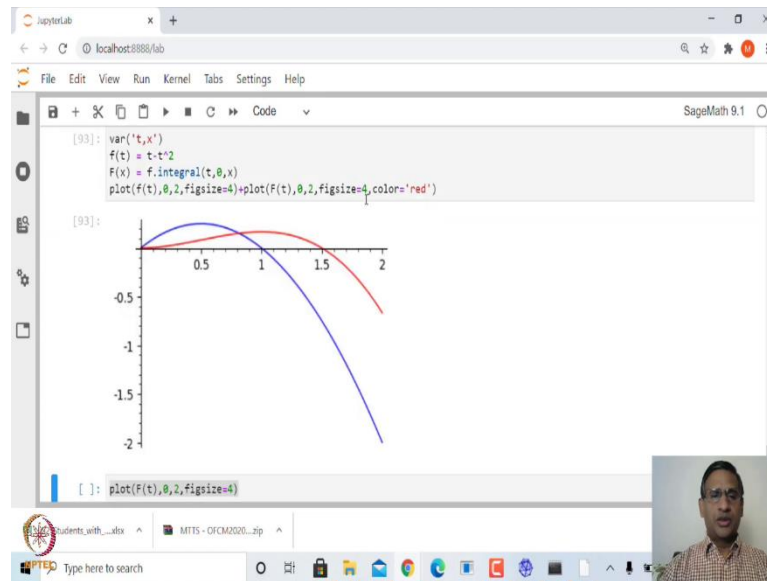 JupyterLab
localhost:8888/lab
File Edit View Run Kernel Tabs Settings Help
Code SageMath 9.1
[93]: var('t,x')
f(t) = t-t^2
F(x) = f.integral(t,0,x)
plot(f(t),0,2,figsize=4)+plot(F(t),0,2,figsize=4,color='red')
[93]:
0.5 1 1.5 2
-0.5
-1
-1.5
-2
[ ]: plot(F(t),0,2,figsize=4)
MTTS - OFCM2020....zip
NPTEL
Type here to search